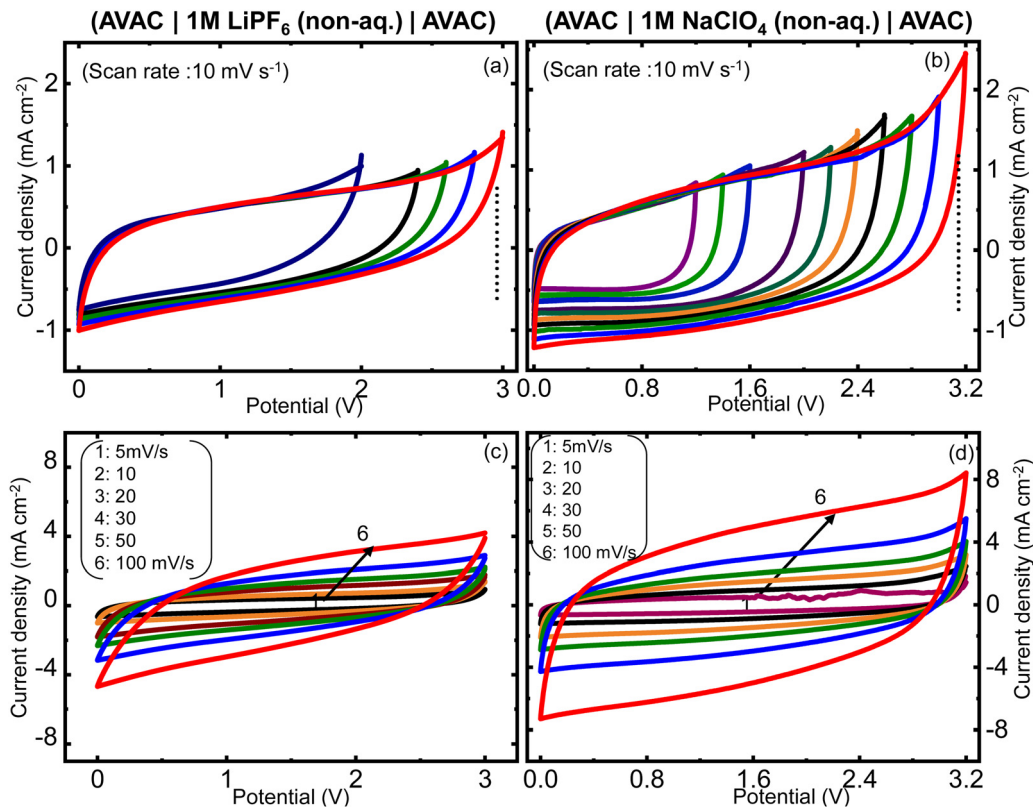 (AVAC | 1M LiPF₆ (non-aq.) | AVAC)
(AVAC | 1M NaClO₄ (non-aq.) | AVAC)
(Scan rate :10 mV s⁻¹)
(a)
2
1
0
-1
Current density (mA cm⁻²)
0
1
2
3
Potential (V)
(Scan rate :10 mV s⁻¹)
(b)
2
1
0
-1
Current density (mA cm⁻²)
0.0
0.8
1.6
2.4
3.2
Potential (V)
(c)
1: 5mV/s
2: 10
3: 20
4: 30
5: 50
6: 100 mV/s
6
1
8
4
0
-4
-8
Current density (mA cm⁻²)
0
1
2
3
Potential (V)
(d)
1: 5mV/s
2: 10
3: 20
4: 30
5: 50
6: 100 mV/s
6
1
8
4
0
-4
-8
Current density (mA cm⁻²)
0.0
0.8
1.6
2.4
3.2
Potential (V)